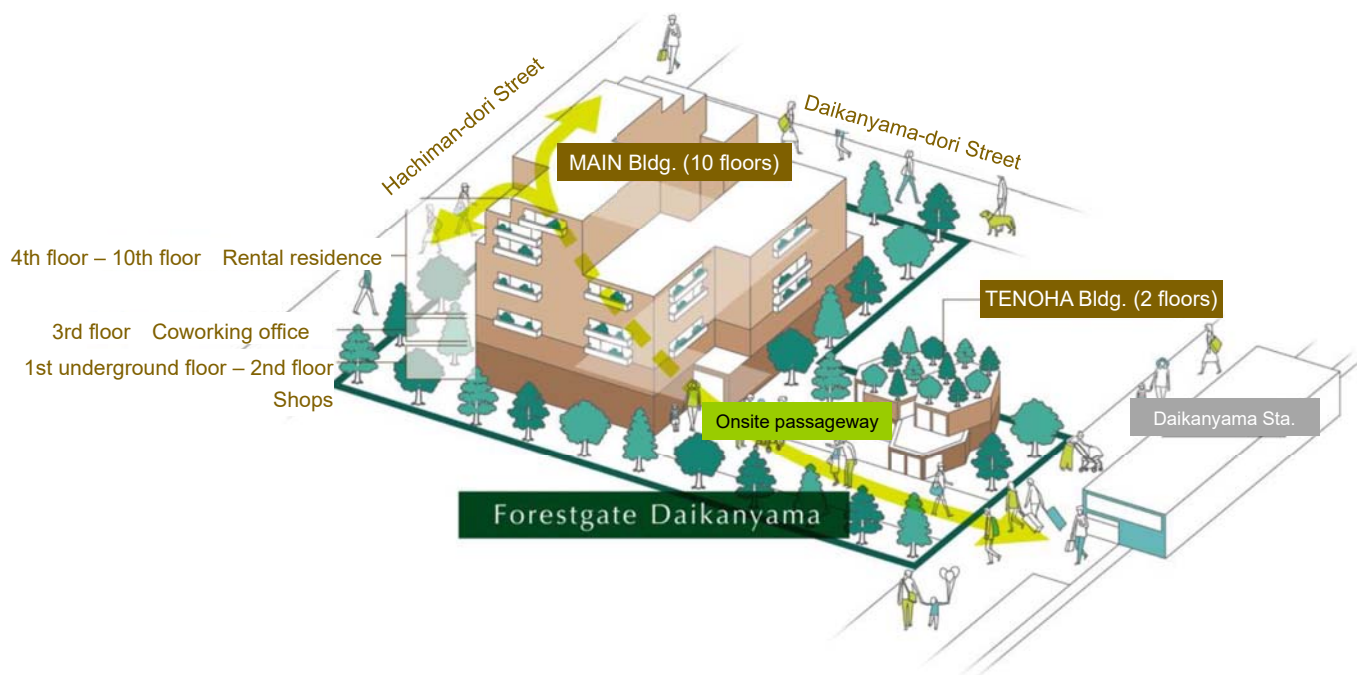 Hachiman-dori Street
Daikanyama-dori Street
MAIN Bldg. (10 floors)
4th floor – 10th floor Rental residence
TENOHA Bldg. (2 floors)
3rd floor Coworking office
1st underground floor – 2nd floor
Shops
Onsite passageway
Daikanyama Sta.
Forestgate Daikanyama